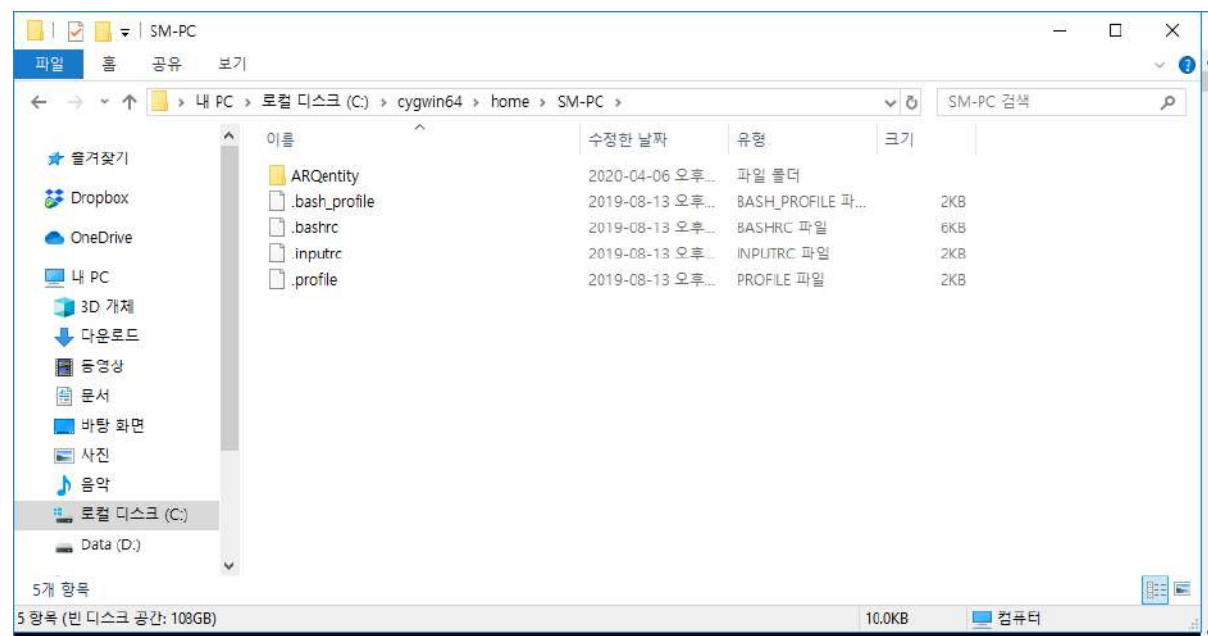 SM-PC
파일 홈 공유 보기
내 PC > 로컬 디스크 (C:) > cygwin64 > home > SM-PC > SM-PC 검색
이름 수정한 날짜 유형 크기
ARQentity 2020-04-06 오후... 파일 폴더
.bash_profile 2019-08-13 오후... BASH_PROFILE 파... 2KB
.bashrc 2019-08-13 오후... BASHRC 파일 6KB
.inputrc 2019-08-13 오후... INPUTRC 파일 2KB
.profile 2019-08-13 오후... PROFILE 파일 2KB
즐겨찾기
Dropbox
OneDrive
내 PC
3D 개체
다운로드
동영상
문서
바탕 화면
사진
음악
로컬 디스크 (C:)
Data (D:)
5개 항목
5 항목 (빈 디스크 공간: 108GB) 10.0KB 컴퓨터